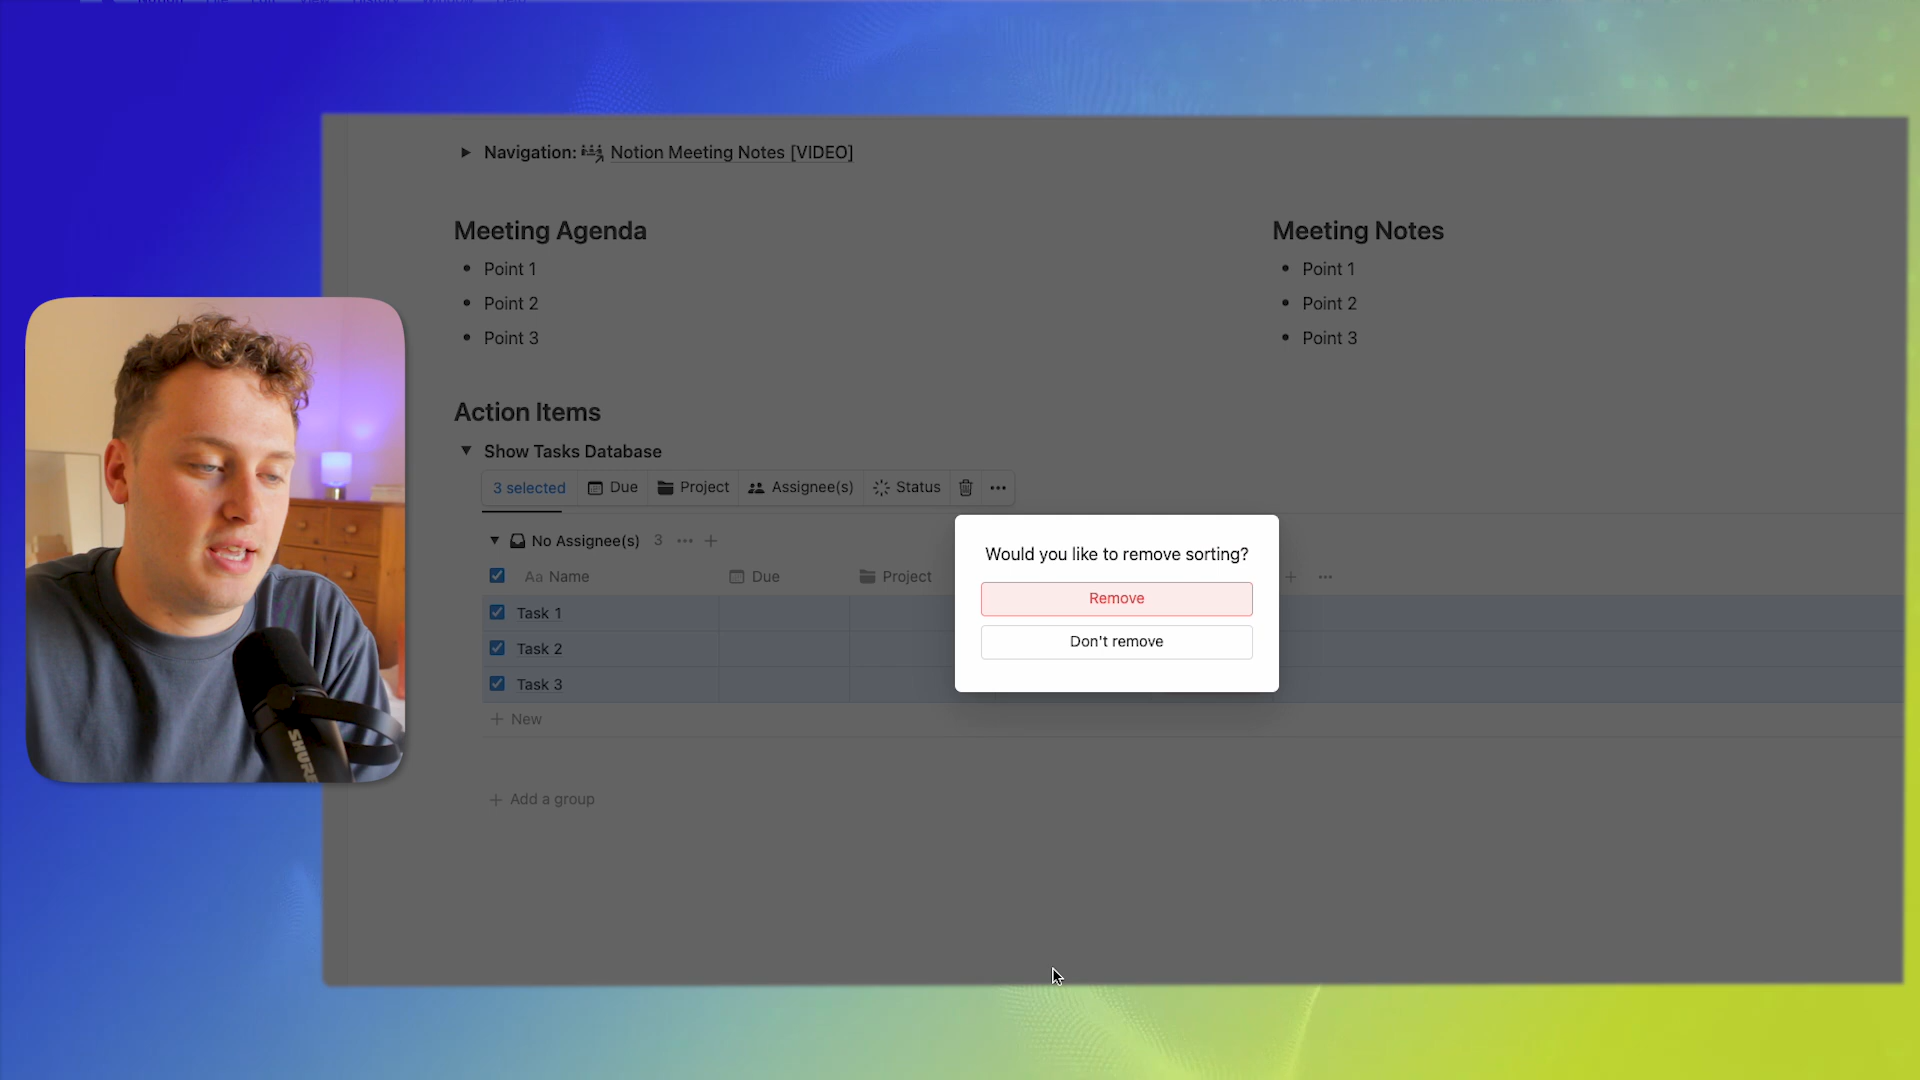 Navigation: Notion Meeting Notes [VIDEO]
Meeting Agenda
Point 1
Point 2
Point 3
Meeting Notes
Point 1
Point 2
Point 3
Action Items
Show Tasks Database
3 selected Due Project Assignee(s) Status
No Assignee(s) 3
Aa Name Due Project
Task 1
Task 2
Task 3
New
Add a group
Would you like to remove sorting?
Remove
Don't remove
SHURE